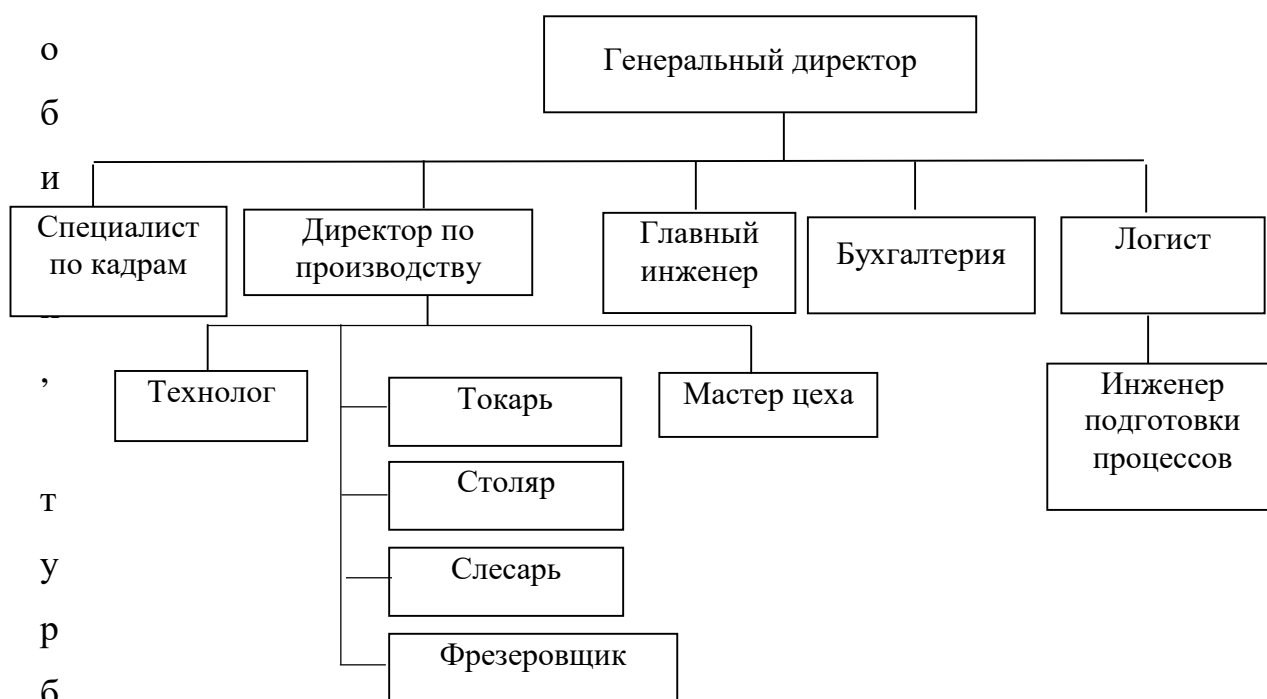 о
б
и
,
т
у
р
б
Генеральный директор
Специалист
по кадрам
Директор по
производству
Главный
инженер
Бухгалтерия
Логист
Технолог
Токарь
Столяр
Слесарь
Фрезеровщик
Мастер цеха
Инженер
подготовки
процессов